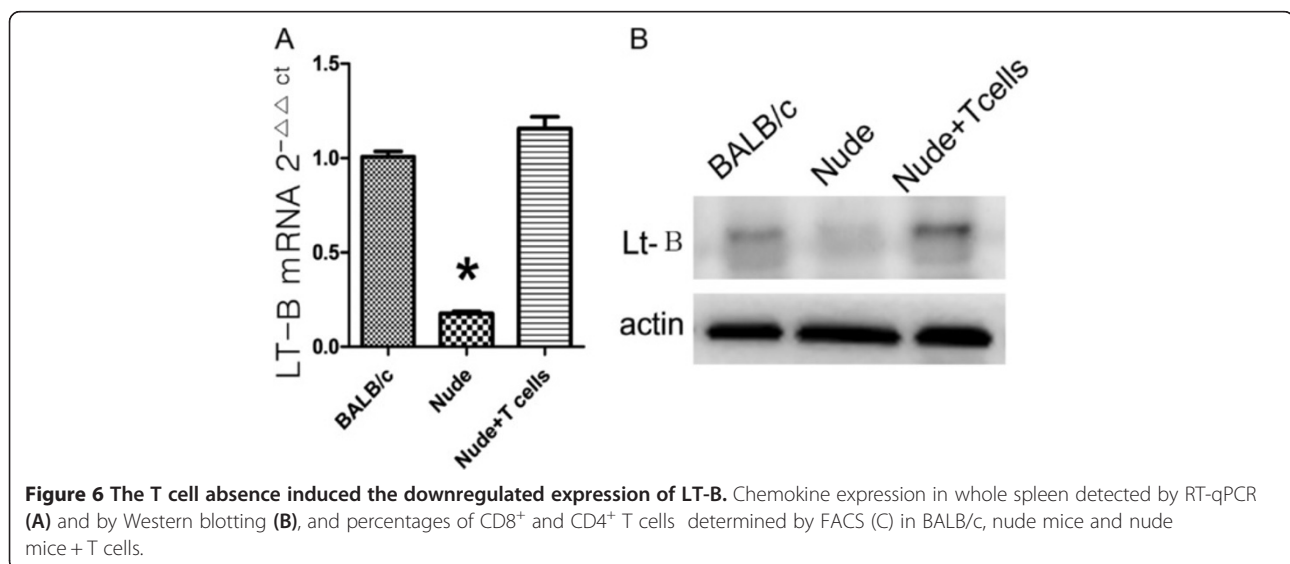 A
B
LT-B mRNA 2^-△△ ct
1.5
1.0
0.5
0.0
*
BALB/c
Nude
Nude+T cells
BALB/c
Nude
Nude+Tcells
Lt-B
actin
Figure 6 The T cell absence induced the downregulated expression of LT-B. Chemokine expression in whole spleen detected by RT-qPCR
(A) and by Western blotting (B), and percentages of CD8+ and CD4+ T cells determined by FACS (C) in BALB/c, nude mice and nude
mice + T cells.